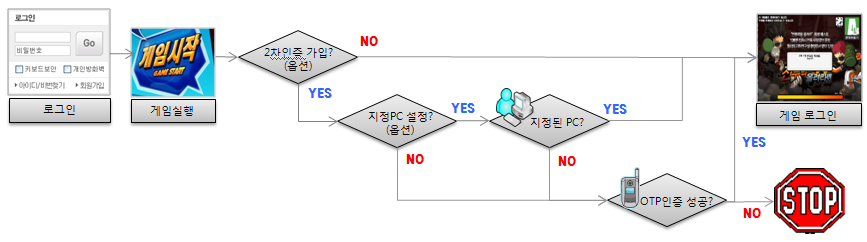 로그인
비밀번호
Go
키보드보안
개인방화벽
아이디/비번찾기
회원가입
로그인
게임시작
GAME START
게임실행
2차인증 가입?
(옵션)
NO
YES
지정PC 설정?
(옵션)
YES
NO
지정된 PC?
YES
NO
OTP인증 성공?
YES
NO
게임 로그인
STOP